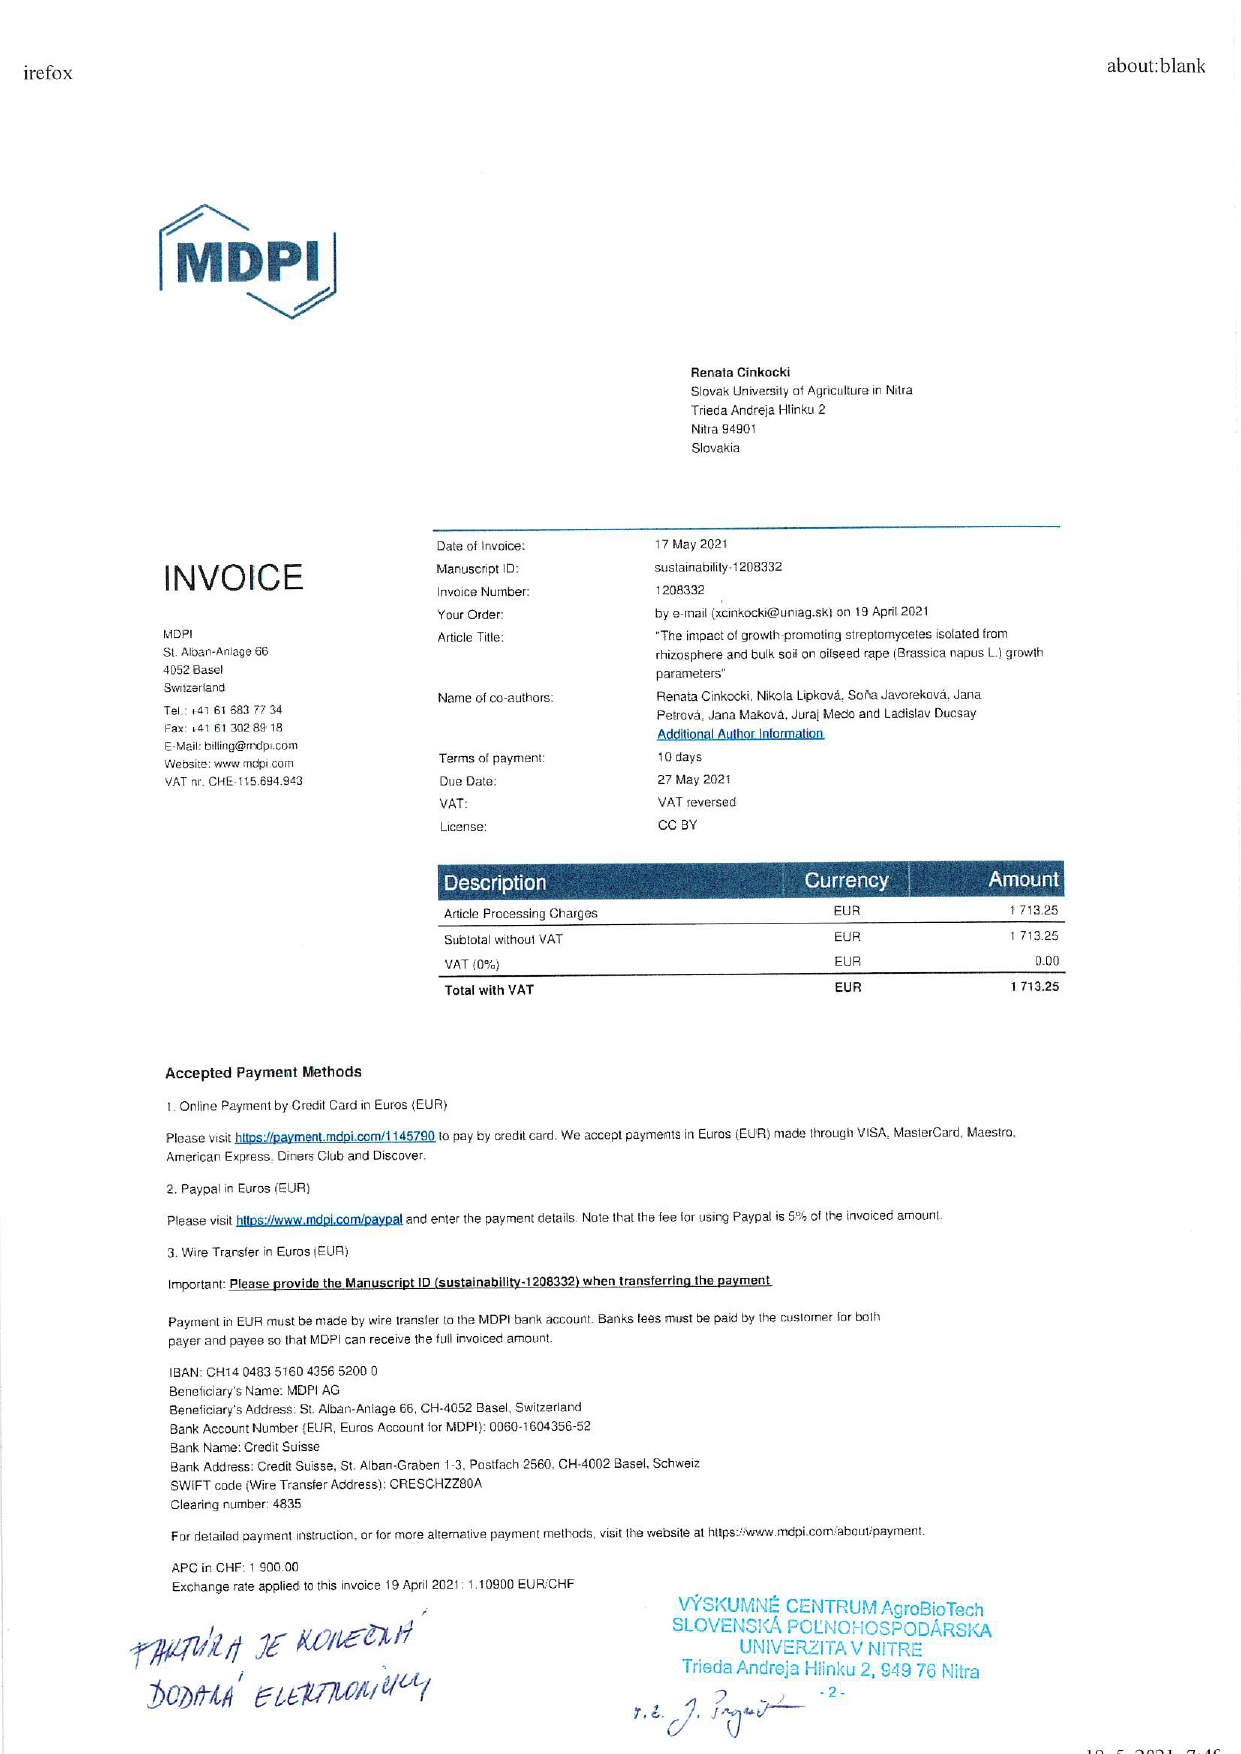 irefox
about:blank
MDPI
Renata Cinkocki
Slovak University of Agriculture in Nitra
Trieda Andreja Hlinku 2
Nitra 94901
Slovakia
INVOICE
MDPI
St. Alban-Anlage 66
4052 Basel
Switzerland
Tel.: +41 61 683 77 34
Fax: +41 61 302 89 18
E-Mail: billing@mdpi.com
Website: www.mdpi.com
VAT nr. CHE-115.694.943
Date of Invoice: 17 May 2021
Manuscript ID: sustainability-1208332
Invoice Number: 1208332
Your Order: by e-mail (xcinkocki@uniag.sk) on 19 April 2021
Article Title: "The impact of growth-promoting streptomycetes isolated from
rhizosphere and bulk soil on oilseed rape (Brassica napus L.) growth
parameters"
Name of co-authors: Renata Cinkocki, Nikola Lipková, Soňa Javoreková, Jana
Petrová, Jana Maková, Juraj Medo and Ladislav Ducsay
Additional Author Information
Terms of payment: 10 days
Due Date: 27 May 2021
VAT: VAT reversed
License: CC BY
Description Currency Amount
Article Processing Charges EUR 1 713.25
Subtotal without VAT EUR 1 713.25
VAT (0%) EUR 0.00
Total with VAT EUR 1 713.25
Accepted Payment Methods
1. Online Payment by Credit Card in Euros (EUR)
Please visit https://payment.mdpi.com/1145790 to pay by credit card. We accept payments in Euros (EUR) made through VISA, MasterCard, Maestro,
American Express, Diners Club and Discover.
2. Paypal in Euros (EUR)
Please visit https://www.mdpi.com/paypal and enter the payment details. Note that the fee for using Paypal is 5% of the invoiced amount.
3. Wire Transfer in Euros (EUR)
Important: Please provide the Manuscript ID (sustainability-1208332) when transferring the payment
Payment in EUR must be made by wire transfer to the MDPI bank account. Banks fees must be paid by the customer for both
payer and payee so that MDPI can receive the full invoiced amount.
IBAN: CH14 0483 5160 4356 5200 0
Beneficiary's Name: MDPI AG
Beneficiary's Address: St. Alban-Anlage 66, CH-4052 Basel, Switzerland
Bank Account Number (EUR, Euros Account for MDPI): 0060-1604356-52
Bank Name: Credit Suisse
Bank Address: Credit Suisse, St. Alban-Graben 1-3, Postfach 2560, CH-4002 Basel, Schweiz
SWIFT code (Wire Transfer Address): CRESCHZZ80A
Clearing number: 4835
For detailed payment instruction, or for more alternative payment methods, visit the website at https://www.mdpi.com/about/payment.
APC in CHF: 1 900.00
Exchange rate applied to this invoice 19 April 2021: 1.10900 EUR/CHF
FAKTÚRA JE KONEČNÁ
DODANÁ ELEKTRONICKY
VÝSKUMNÉ CENTRUM AgroBioTech
SLOVENSKÁ POĽNOHOSPODÁRSKA
UNIVERZITA V NITRE
Trieda Andreja Hlinku 2, 949 76 Nitra
- 2 -